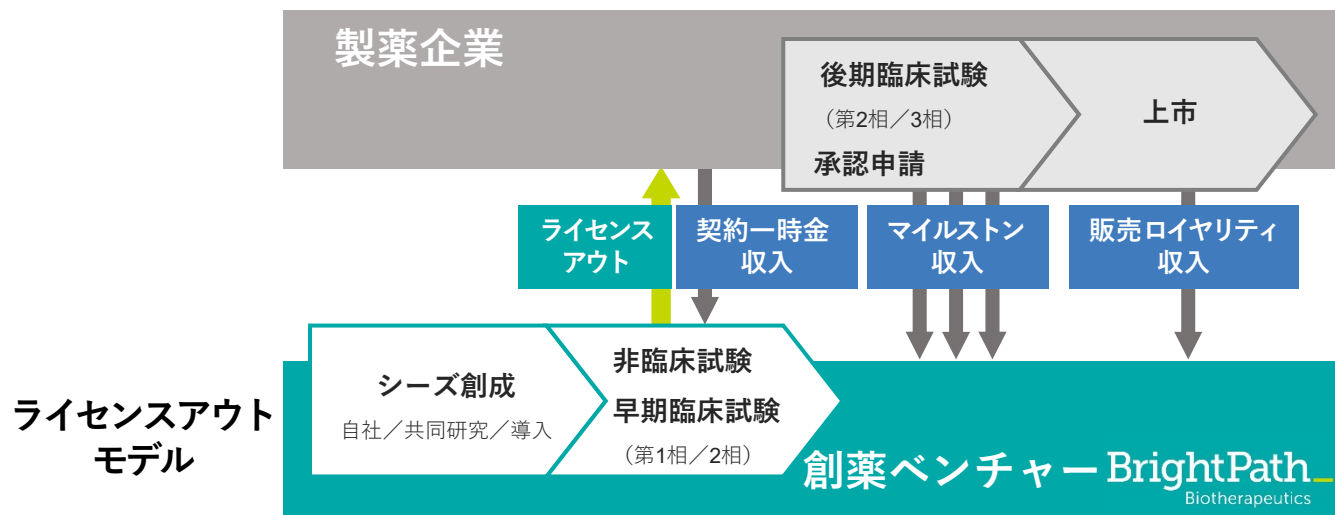 製薬企業
後期臨床試験
（第2相／3相）
承認申請
上市
ライセンス
アウト
契約一時金
収入
マイルストン
収入
販売ロイヤリティ
収入
シーズ創成
自社／共同研究／導入
非臨床試験
早期臨床試験
（第1相／2相）
ライセンスアウト
モデル
創薬ベンチャー BrightPath
Biotherapeutics